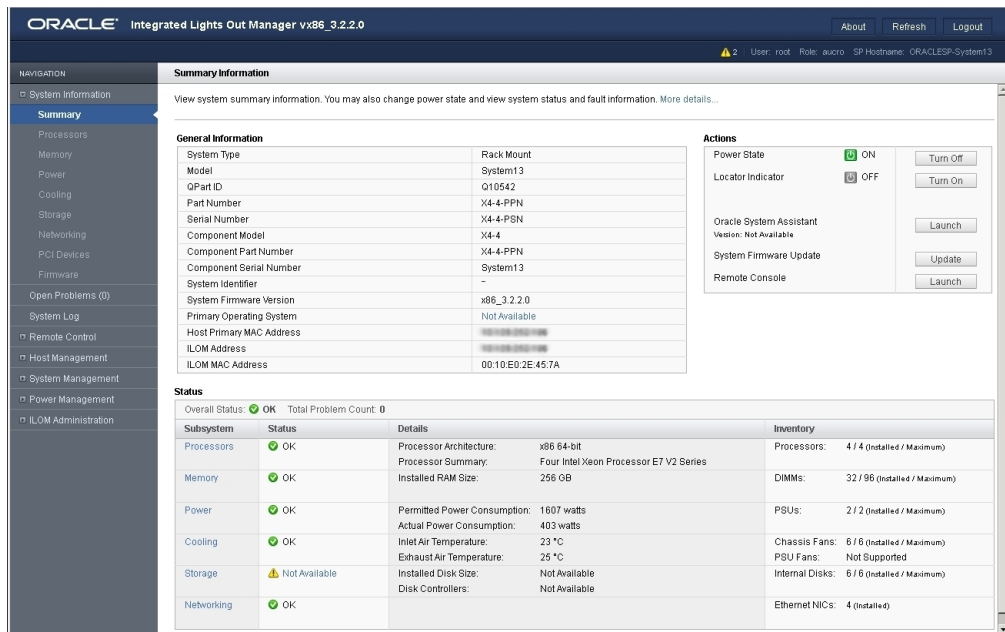 ORACLE® Integrated Lights Out Manager vx86_3.2.2.0
About Refresh Logout
2 User: root Role: aucro SP Hostname: ORACLESP-System13
NAVIGATION
System Information
Summary
Processors
Memory
Power
Cooling
Storage
Networking
PCI Devices
Firmware
Open Problems (0)
System Log
Remote Control
Host Management
System Management
Power Management
ILOM Administration
Summary Information
View system summary information. You may also change power state and view system status and fault information. More details...
General Information
System Type Rack Mount
Model System13
QPart ID Q10542
Part Number X4-4-PPN
Serial Number X4-4-PSN
Component Model X4-4
Component Part Number X4-4-PPN
Component Serial Number System13
System Identifier -
System Firmware Version x86_3.2.2.0
Primary Operating System Not Available
Host Primary MAC Address
ILOM Address
ILOM MAC Address 00:10:E0:2E:45:7A
Actions
Power State ON Turn Off
Locator Indicator OFF Turn On
Oracle System Assistant Launch
Version: Not Available
System Firmware Update Update
Remote Console Launch
Status
Overall Status: OK Total Problem Count: 0
Subsystem Status Details Inventory
Processors OK Processor Architecture: x86 64-bit Processors: 4 / 4 (Installed / Maximum)
Processor Summary: Four Intel Xeon Processor E7 V2 Series
Memory OK Installed RAM Size: 256 GB DIMMs: 32 / 96 (Installed / Maximum)
Power OK Permitted Power Consumption: 1607 watts PSUs: 2 / 2 (Installed / Maximum)
Actual Power Consumption: 403 watts
Cooling OK Inlet Air Temperature: 23 °C Chassis Fans: 6 / 6 (Installed / Maximum)
Exhaust Air Temperature: 25 °C PSU Fans: Not Supported
Storage Not Available Installed Disk Size: Not Available Internal Disks: 6 / 6 (Installed / Maximum)
Disk Controllers: Not Available
Networking OK Ethernet NICs: 4 (Installed)